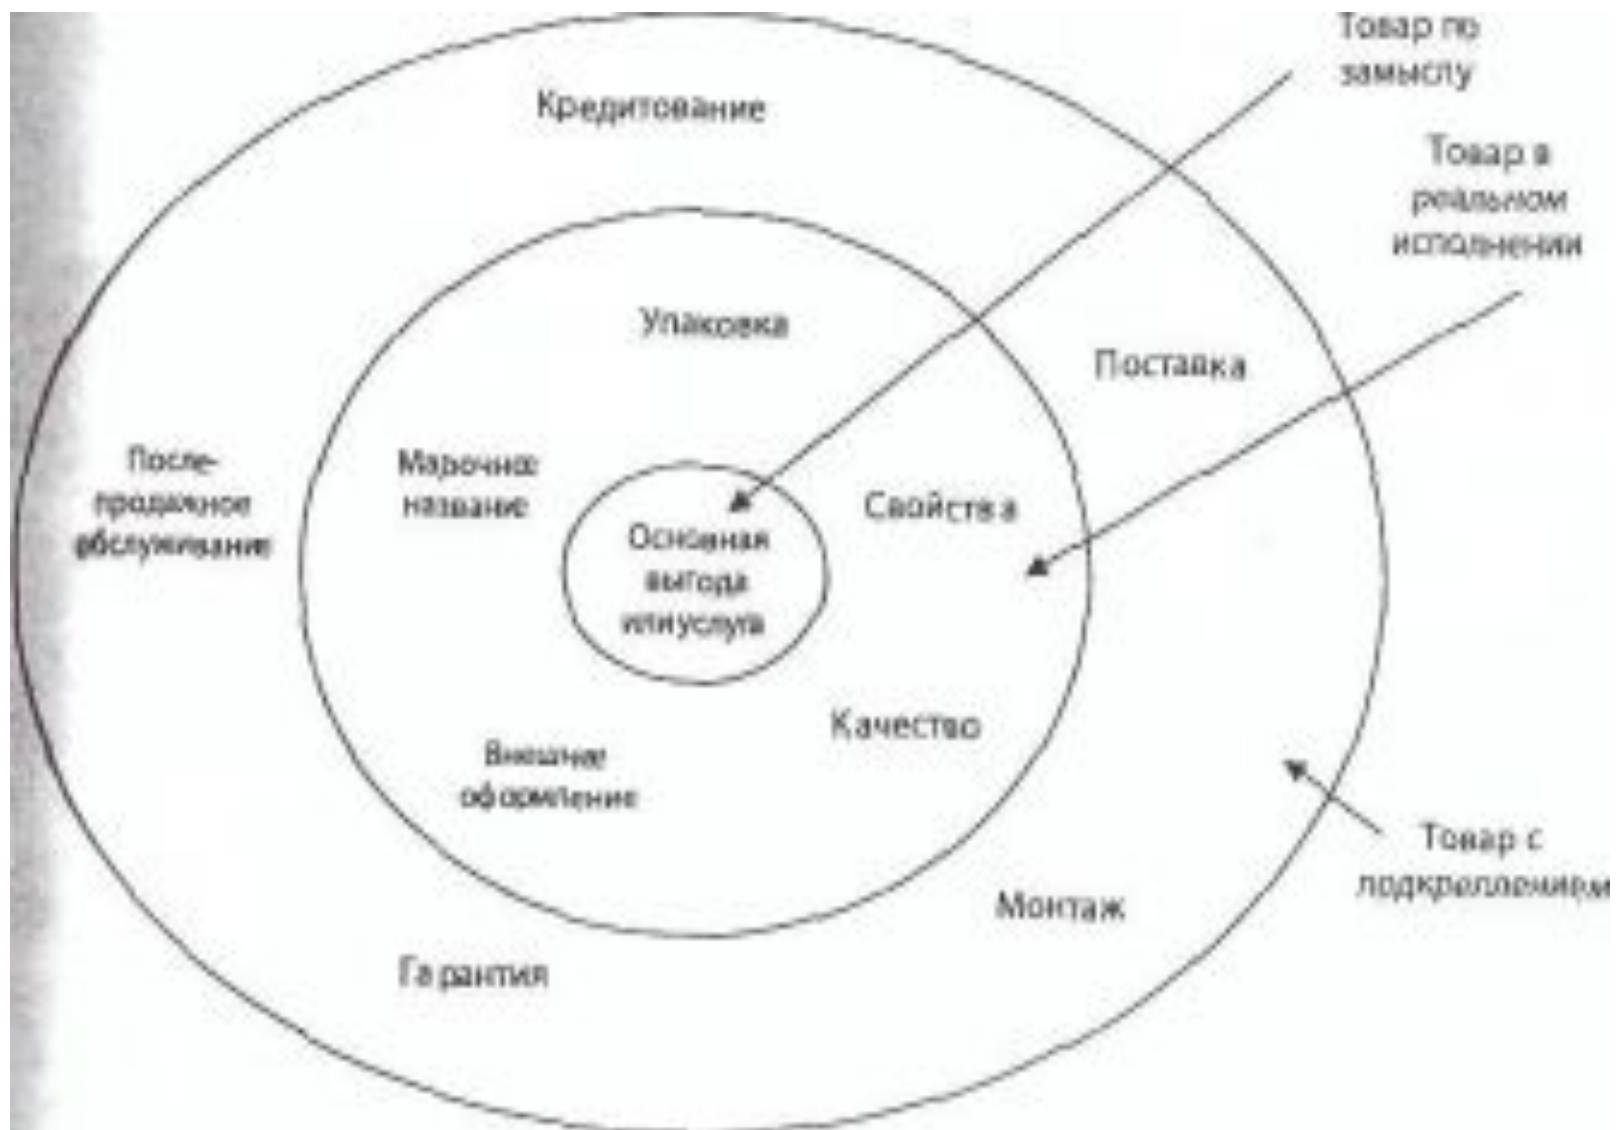 Товар по
замыслу
Кредитование
Товар в
реальном
исполнении
Упаковка
Поставка
После-
продажное
обслуживание
Марочное
название
Свойства
Основная
выгода
или услуга
Качество
Внешнее
оформление
Товар с
подкреплением
Монтаж
Гарантия